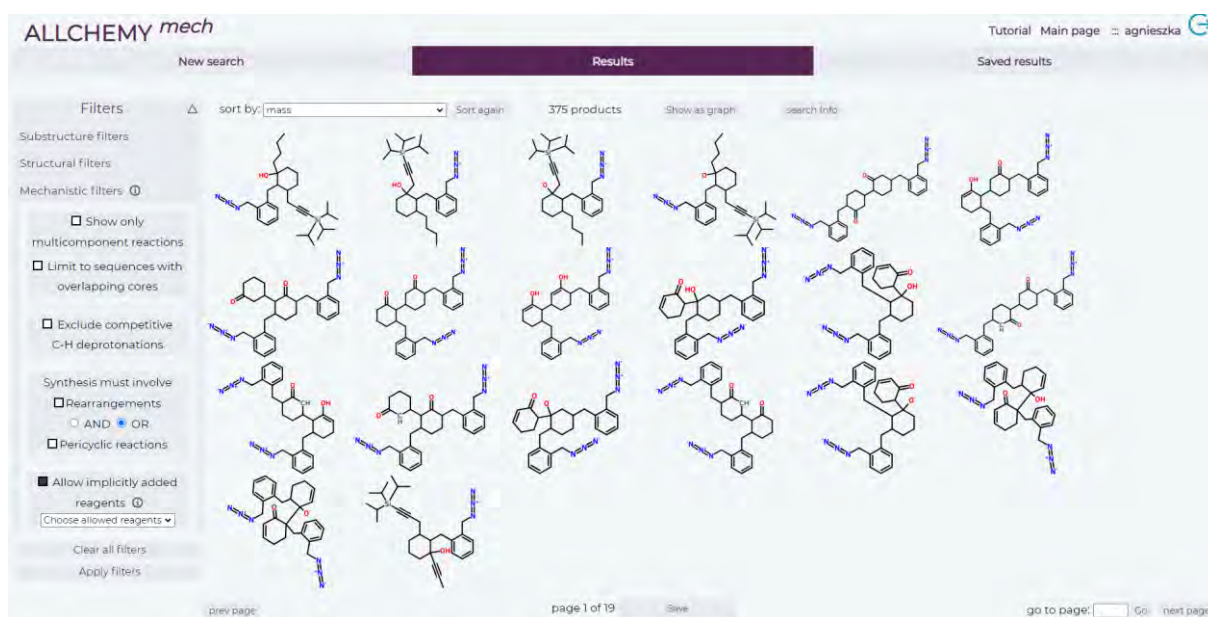 ALLCHEMY mech
Tutorial Main page ::: agnieszka
New search Results Saved results
Filters
sort by: mass Sort again 375 products Show as graph search info
Substructure filters
Structural filters
Mechanistic filters
Show only
multicomponent reactions
Limit to sequences with
overlapping cores
Exclude competitive
C-H deprotonations
Synthesis must involve
Rearrangements
AND OR
Pericyclic reactions
Allow implicitly added
reagents
Choose allowed reagents
Clear all filters
Apply filters
prev page page 1 of 19 Save go to page: Go next page